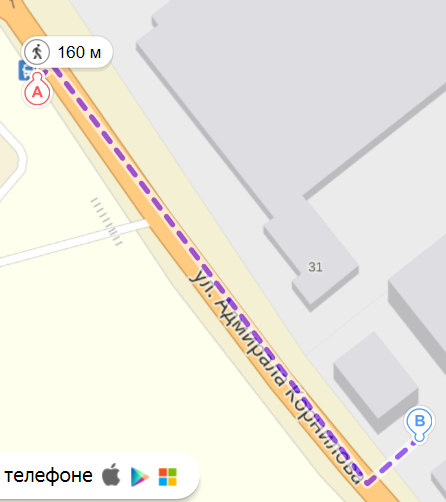 160 м
A
31
ул. Адмирала Корнилова
B
телефоне